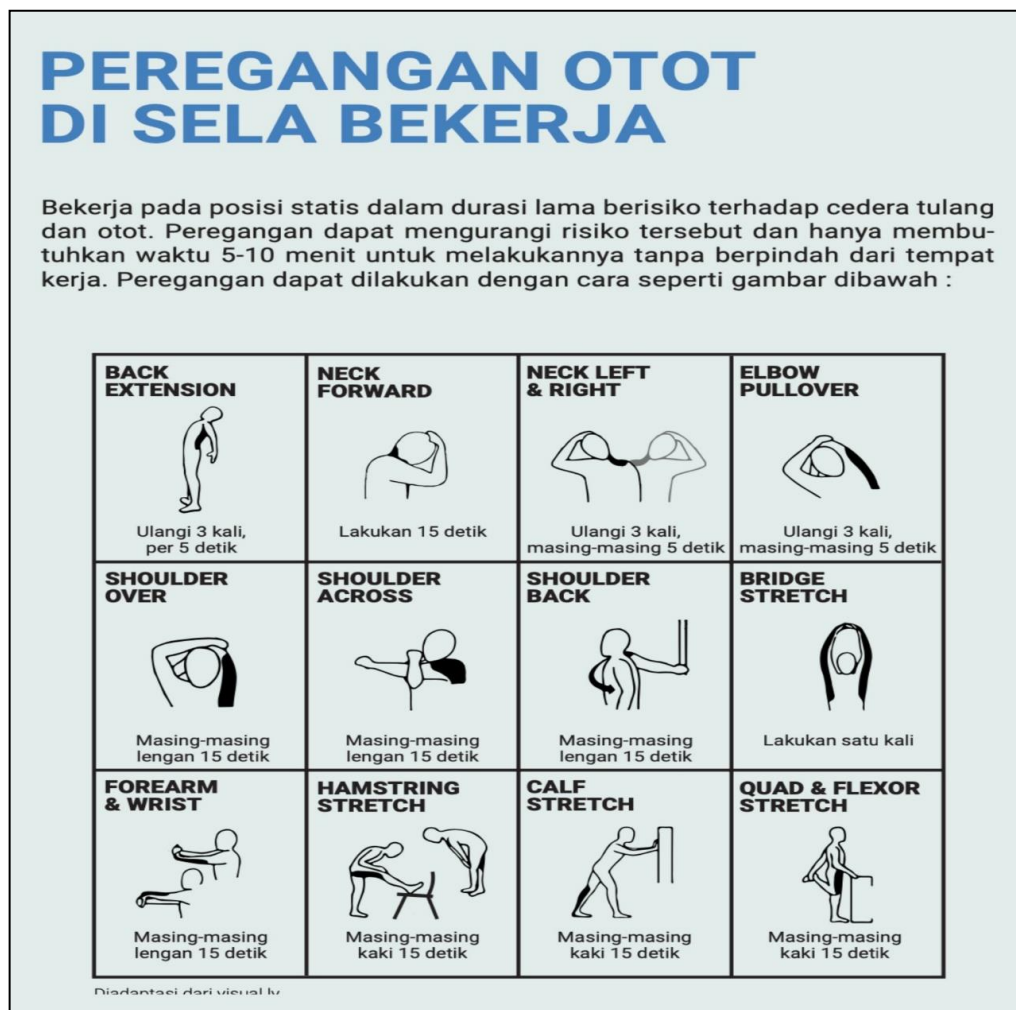 PEREGANGAN OTOT
DI SELA BEKERJA
Bekerja pada posisi statis dalam durasi lama berisiko terhadap cedera tulang
dan otot. Peregangan dapat mengurangi risiko tersebut dan hanya membu-
tuhkan waktu 5-10 menit untuk melakukannya tanpa berpindah dari tempat
kerja. Peregangan dapat dilakukan dengan cara seperti gambar dibawah :
BACK
EXTENSION
Ulangi 3 kali,
per 5 detik
NECK
FORWARD
Lakukan 15 detik
NECK LEFT
& RIGHT
Ulangi 3 kali,
masing-masing 5 detik
ELBOW
PULLOVER
Ulangi 3 kali,
masing-masing 5 detik
SHOULDER
OVER
Masing-masing
lengan 15 detik
SHOULDER
ACROSS
Masing-masing
lengan 15 detik
SHOULDER
BACK
Masing-masing
lengan 15 detik
BRIDGE
STRETCH
Lakukan satu kali
FOREARM
& WRIST
Masing-masing
lengan 15 detik
HAMSTRING
STRETCH
Masing-masing
kaki 15 detik
CALF
STRETCH
Masing-masing
kaki 15 detik
QUAD & FLEXOR
STRETCH
Masing-masing
kaki 15 detik
Diadaptasi dari visual.ly